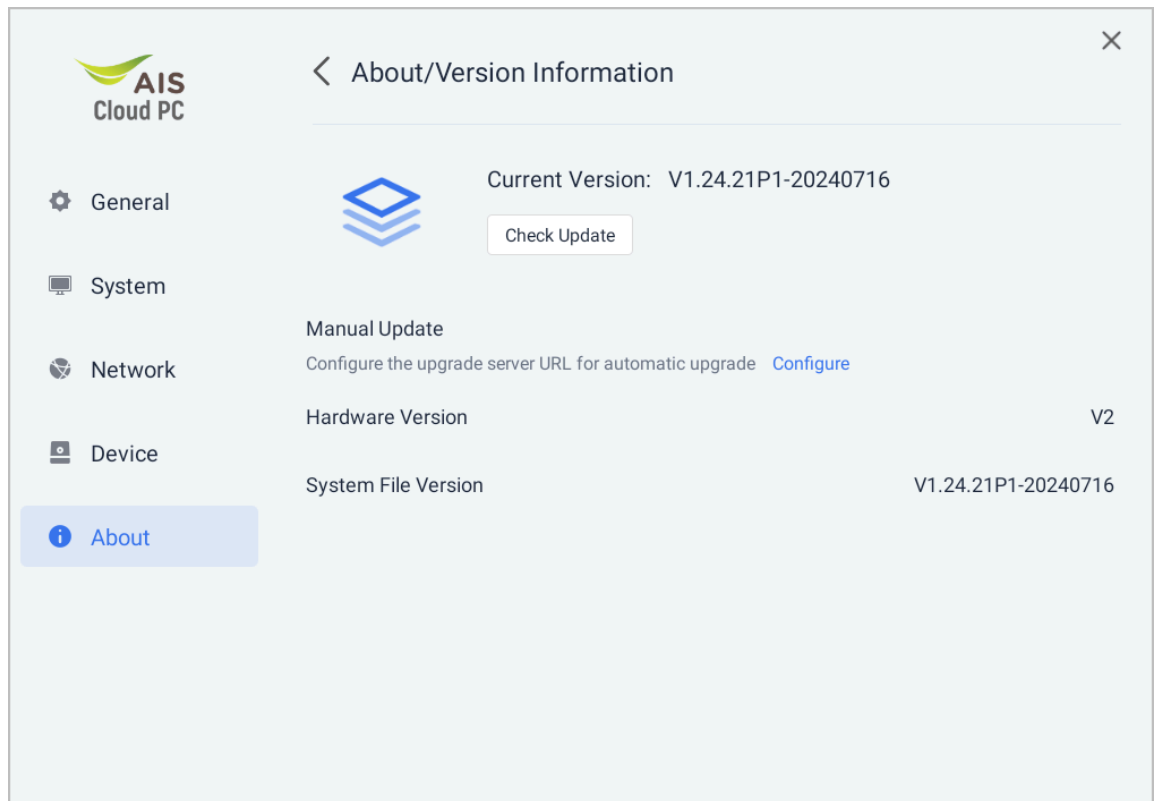 AIS
Cloud PC
General
System
Network
Device
About
About/Version Information
Current Version: V1.24.21P1-20240716
Check Update
Manual Update
Configure the upgrade server URL for automatic upgrade Configure
Hardware Version V2
System File Version V1.24.21P1-20240716